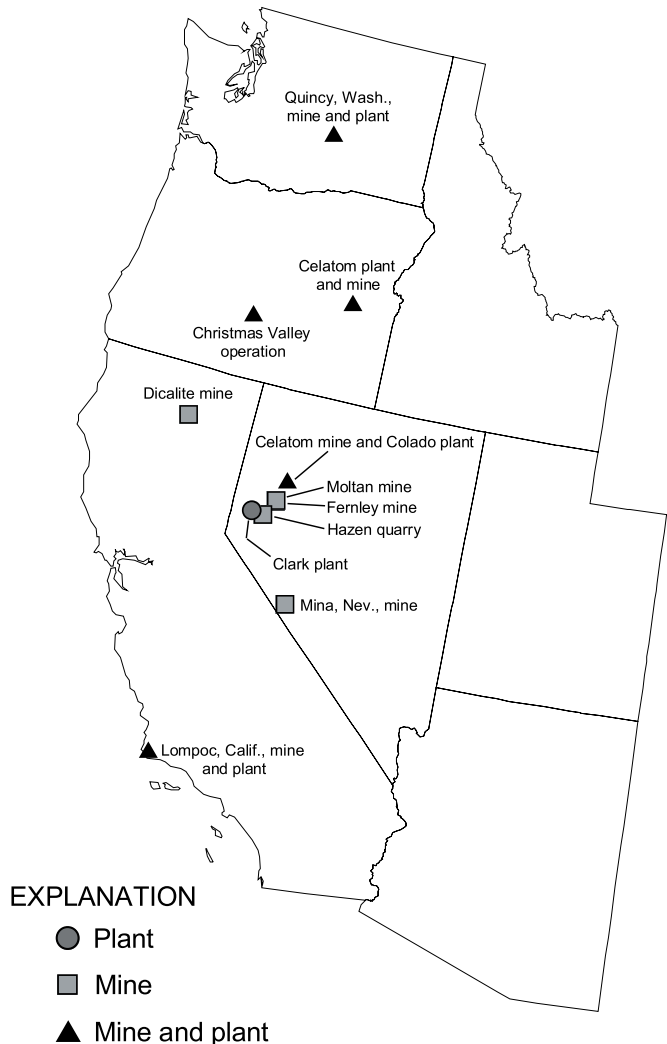 Quincy, Wash.,
mine and plant
Celatom plant
and mine
Christmas Valley
operation
Dicalite mine
Celatom mine and Colado plant
Moltan mine
Fernley mine
Hazen quarry
Clark plant
Mina, Nev., mine
Lompoc, Calif., mine
and plant
EXPLANATION
Plant
Mine
Mine and plant